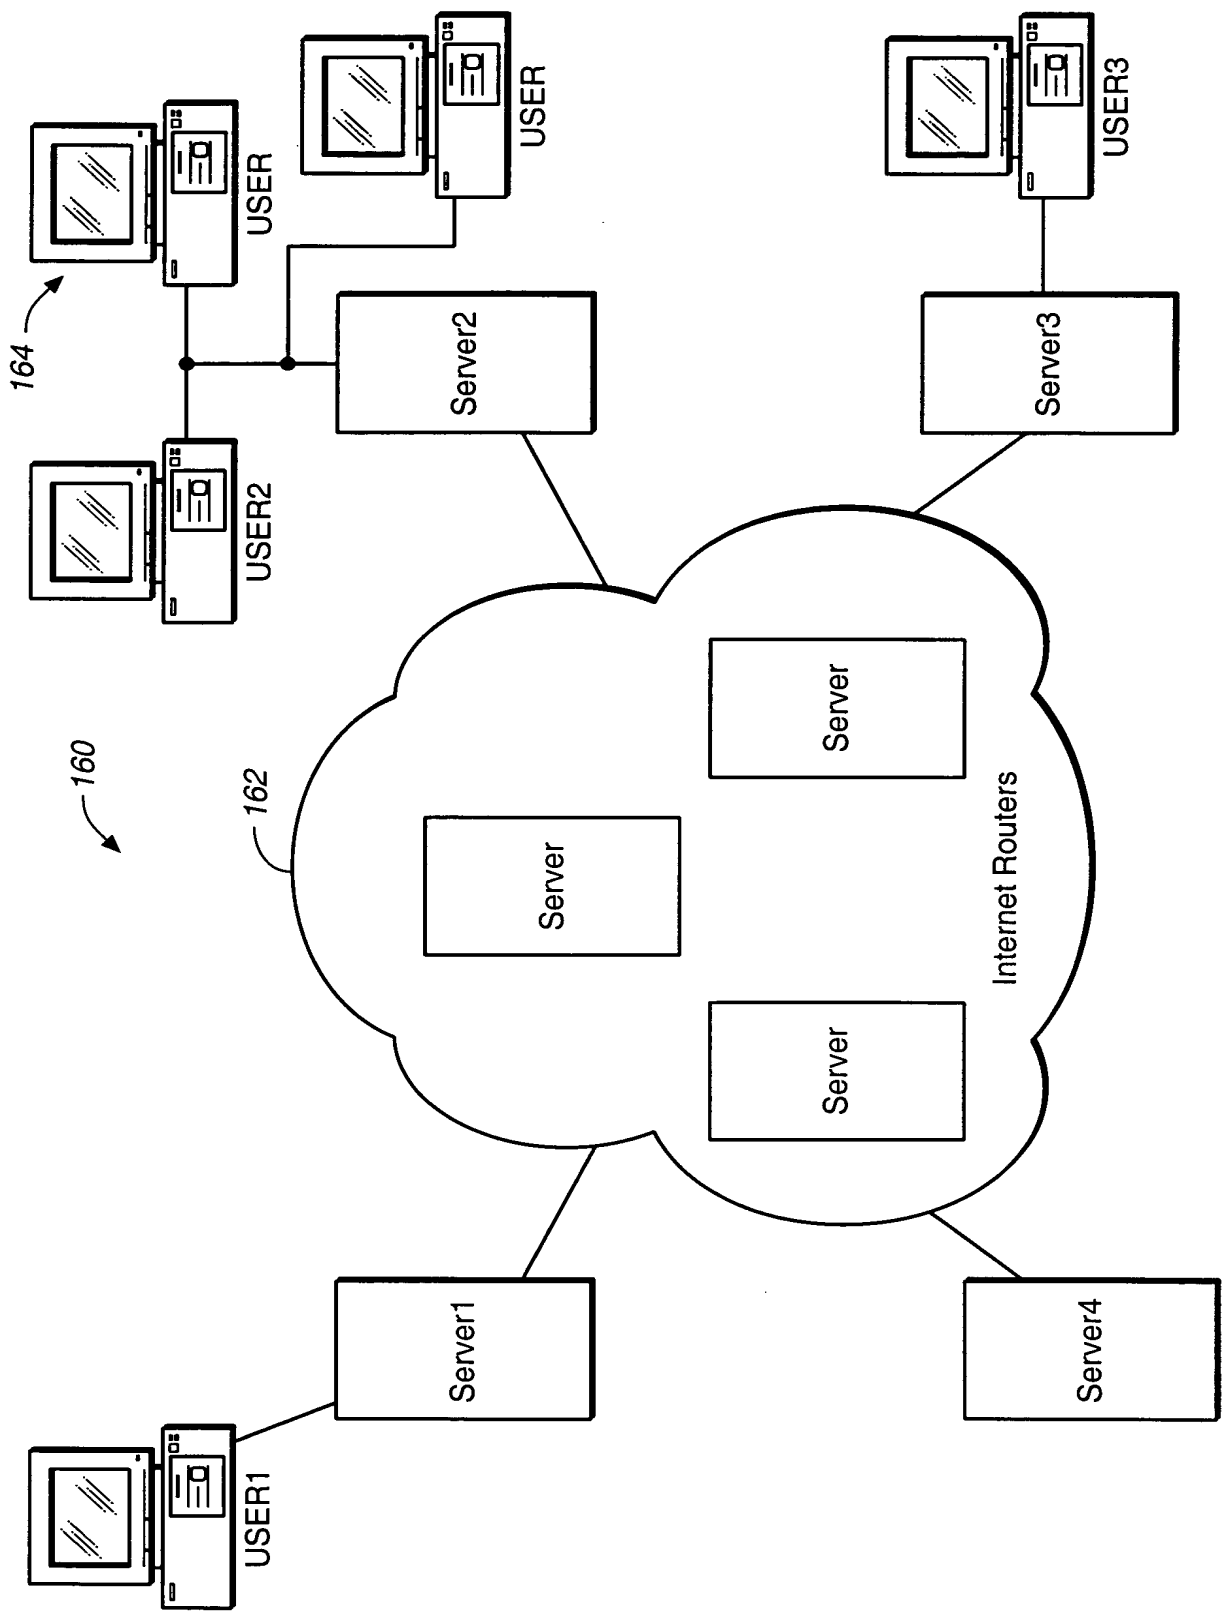 164
160
USER1
162
USER2
USER
Server1
Server2
USER
Server
Server
Server
Internet Routers
Server3
Server4
USER3